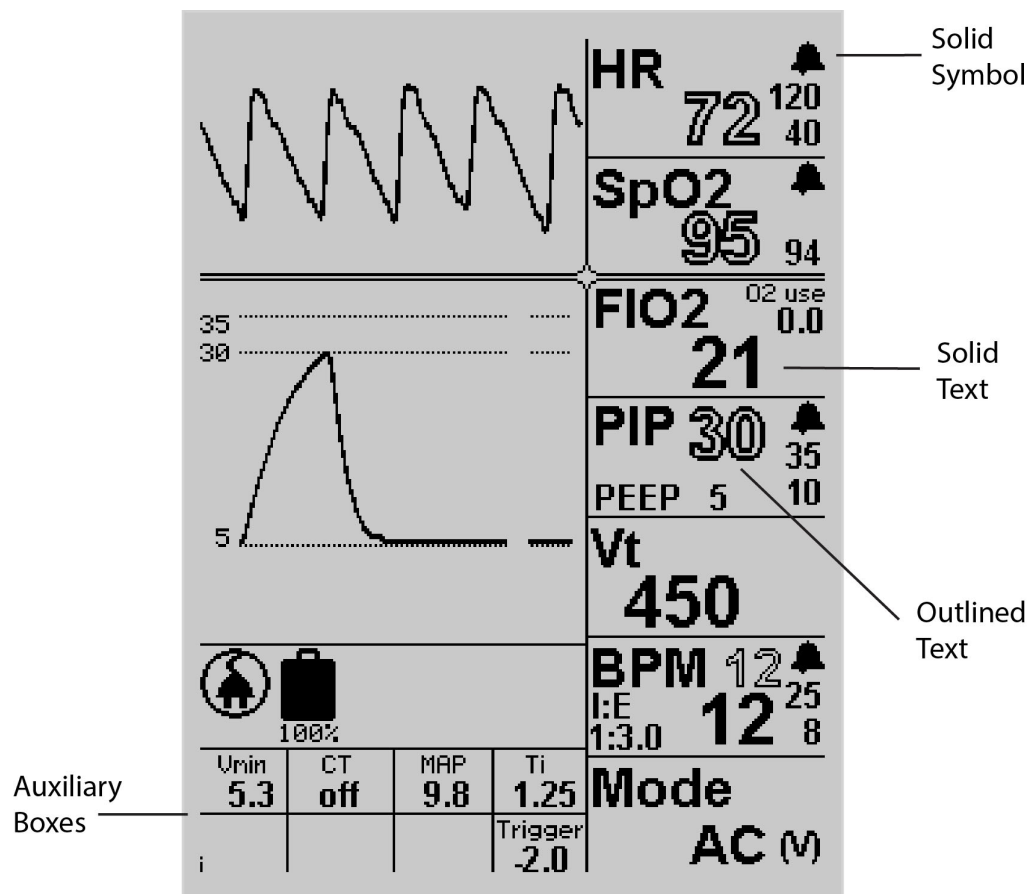 HR
72
120
40
Solid
Symbol
SpO2
95
94
FIO2
O2 use
0.0
21
Solid
Text
35
30
5
PIP 30
35
10
PEEP 5
Vt
450
Outlined
Text
BPM 12
25
I:E
12
8
1:3.0
100%
Auxiliary
Boxes
Vmin CT MAP Ti
5.3 off 9.8 1.25
Trigger
-2.0
i
Mode
AC (V)